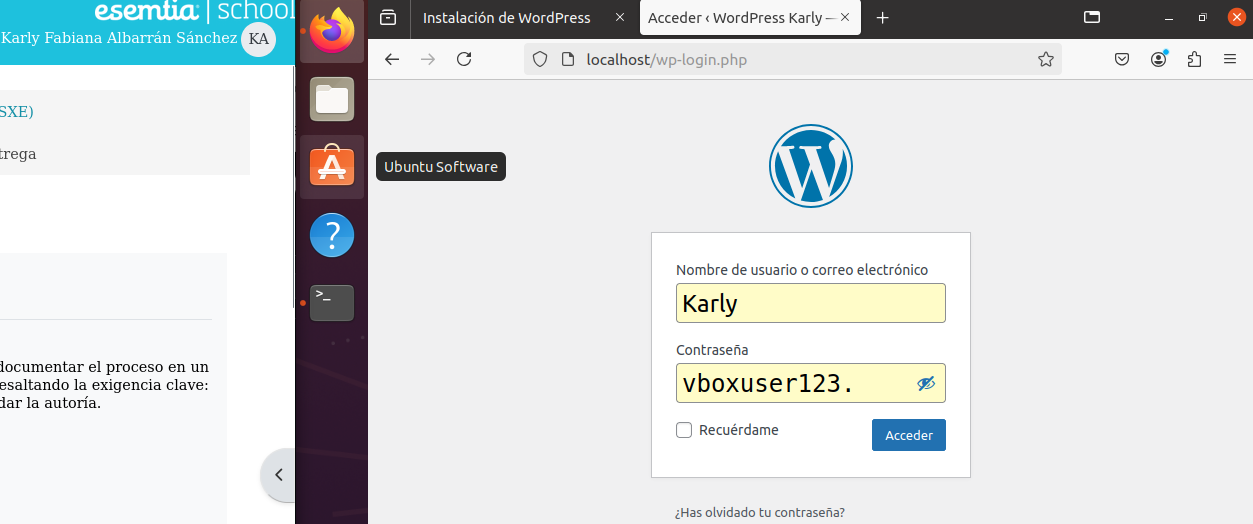 esemtia | school
Karly Fabiana Albarrán Sánchez KA
SXE)
trega
documentar el proceso en un
esaltando la exigencia clave:
dar la autoría.
Ubuntu Software
Instalación de WordPress
Acceder ‹ WordPress Karly —
localhost/wp-login.php
Nombre de usuario o correo electrónico
Karly
Contraseña
vboxuser123.
Recuérdame
Acceder
¿Has olvidado tu contraseña?